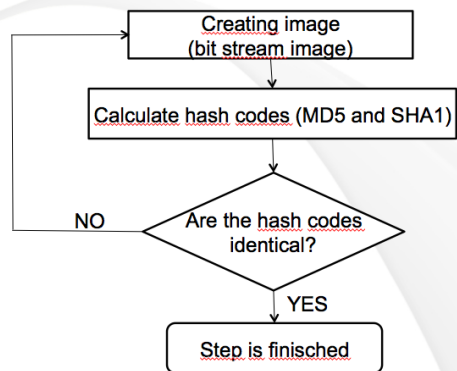 Creating image
(bit stream image)
Calculate hash codes (MD5 and SHA1)
Are the hash codes
identical?
NO
YES
Step is finisched